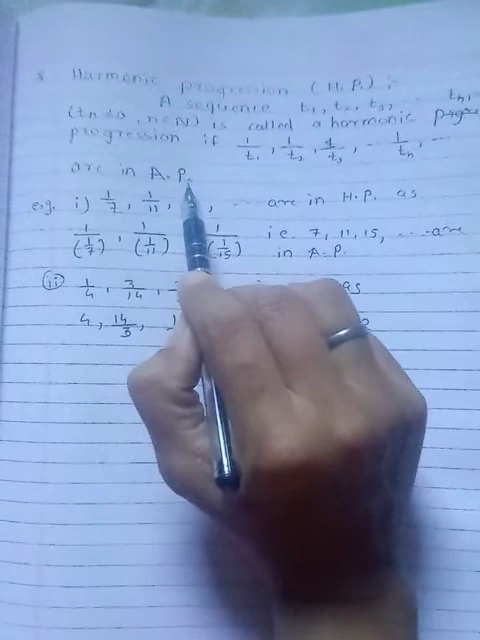 Harmonic progression (H.P.) :
A sequence t₁, t₂, t₃, tₙ,
(tₙ ≠ 0, n ∈ N) is called a harmonic
progression if 1/t₁, 1/t₂, 1/t₃, .. 1/tₙ, ...
are in A.P.
e.g. i) 1/7, 1/11, , ... are in H.P. as
1/(1/7), 1/(1/11) 1/(1/15) i.e. 7, 11, 15, ... are
in A.P.
(ii) 1/4, 3/14, as
4, 14/3,